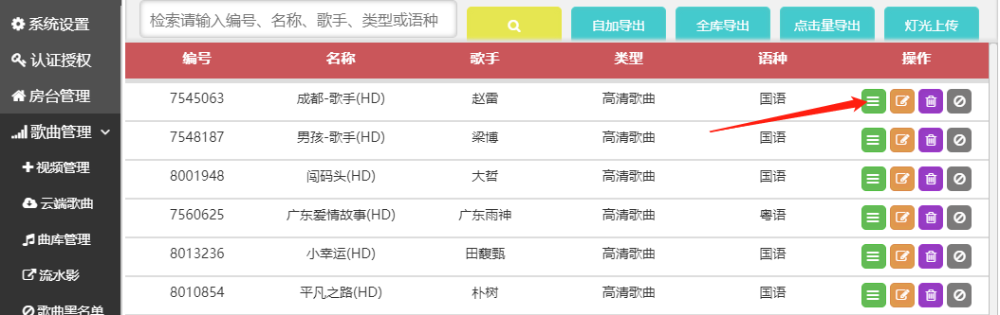 系统设置
认证授权
房台管理
歌曲管理
视频管理
云端歌曲
曲库管理
流水影
歌曲黑名单
检索请输入编号、名称、歌手、类型或语种
自加导出 全库导出 点击量导出 灯光上传
编号 名称 歌手 类型 语种 操作
7545063 成都-歌手(HD) 赵雷 高清歌曲 国语
7548187 男孩-歌手(HD) 梁博 高清歌曲 国语
8001948 闯码头(HD) 大哲 高清歌曲 国语
7560625 广东爱情故事(HD) 广东雨神 高清歌曲 粤语
8013236 小幸运(HD) 田馥甄 高清歌曲 国语
8010854 平凡之路(HD) 朴树 高清歌曲 国语